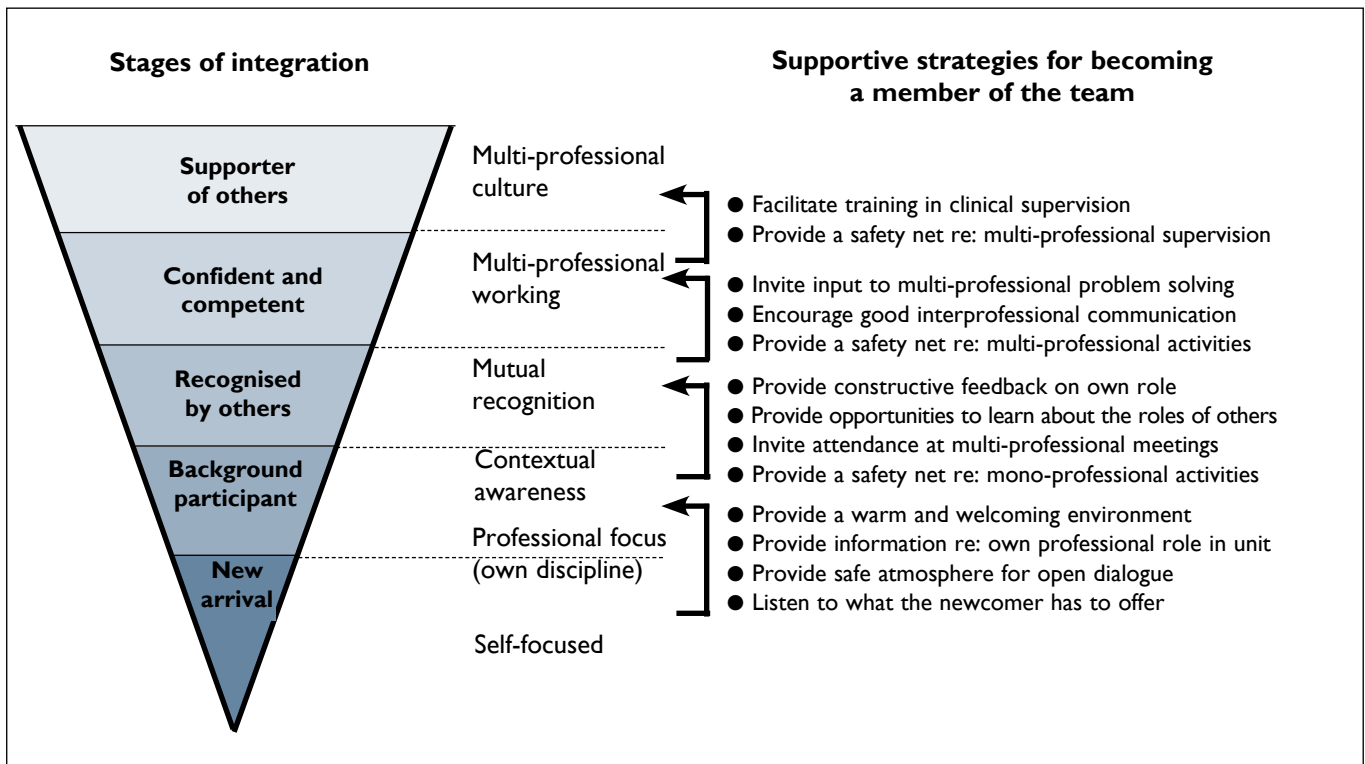 Stages of integration
Supportive strategies for becoming
a member of the team
Supporter
of others
Confident and
competent
Recognised
by others
Background
participant
New
arrival
Multi-professional
culture
Multi-professional
working
Mutual
recognition
Contextual
awareness
Professional focus
(own discipline)
Self-focused
● Facilitate training in clinical supervision
● Provide a safety net re: multi-professional supervision
● Invite input to multi-professional problem solving
● Encourage good interprofessional communication
● Provide a safety net re: multi-professional activities
● Provide constructive feedback on own role
● Provide opportunities to learn about the roles of others
● Invite attendance at multi-professional meetings
● Provide a safety net re: mono-professional activities
● Provide a warm and welcoming environment
● Provide information re: own professional role in unit
● Provide safe atmosphere for open dialogue
● Listen to what the newcomer has to offer